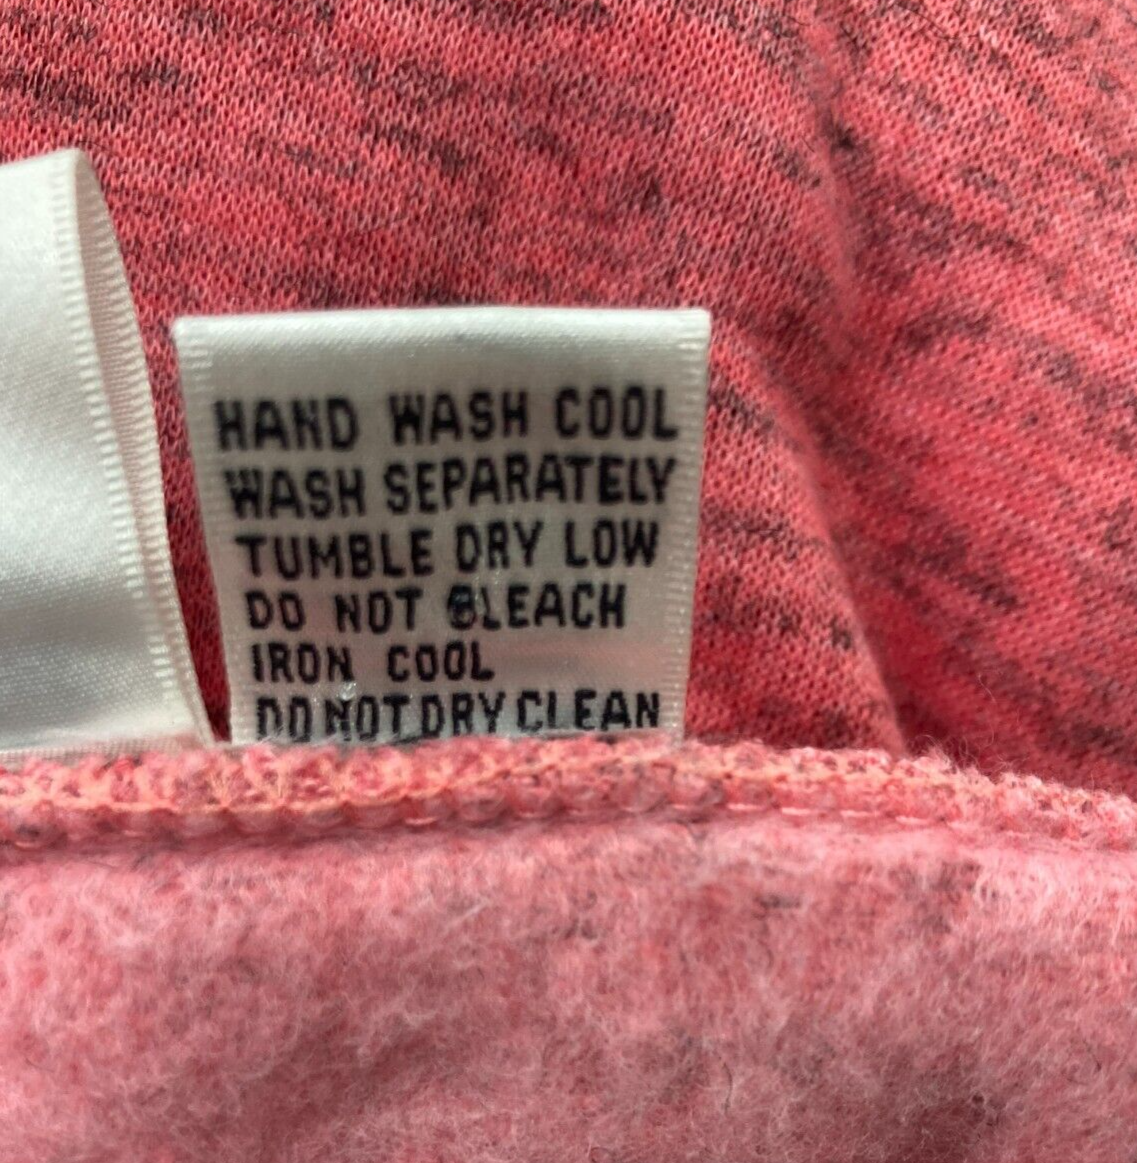 HAND WASH COOL
WASH SEPARATELY
TUMBLE DRY LOW
DO NOT BLEACH
IRON COOL
DO NOT DRY CLEAN